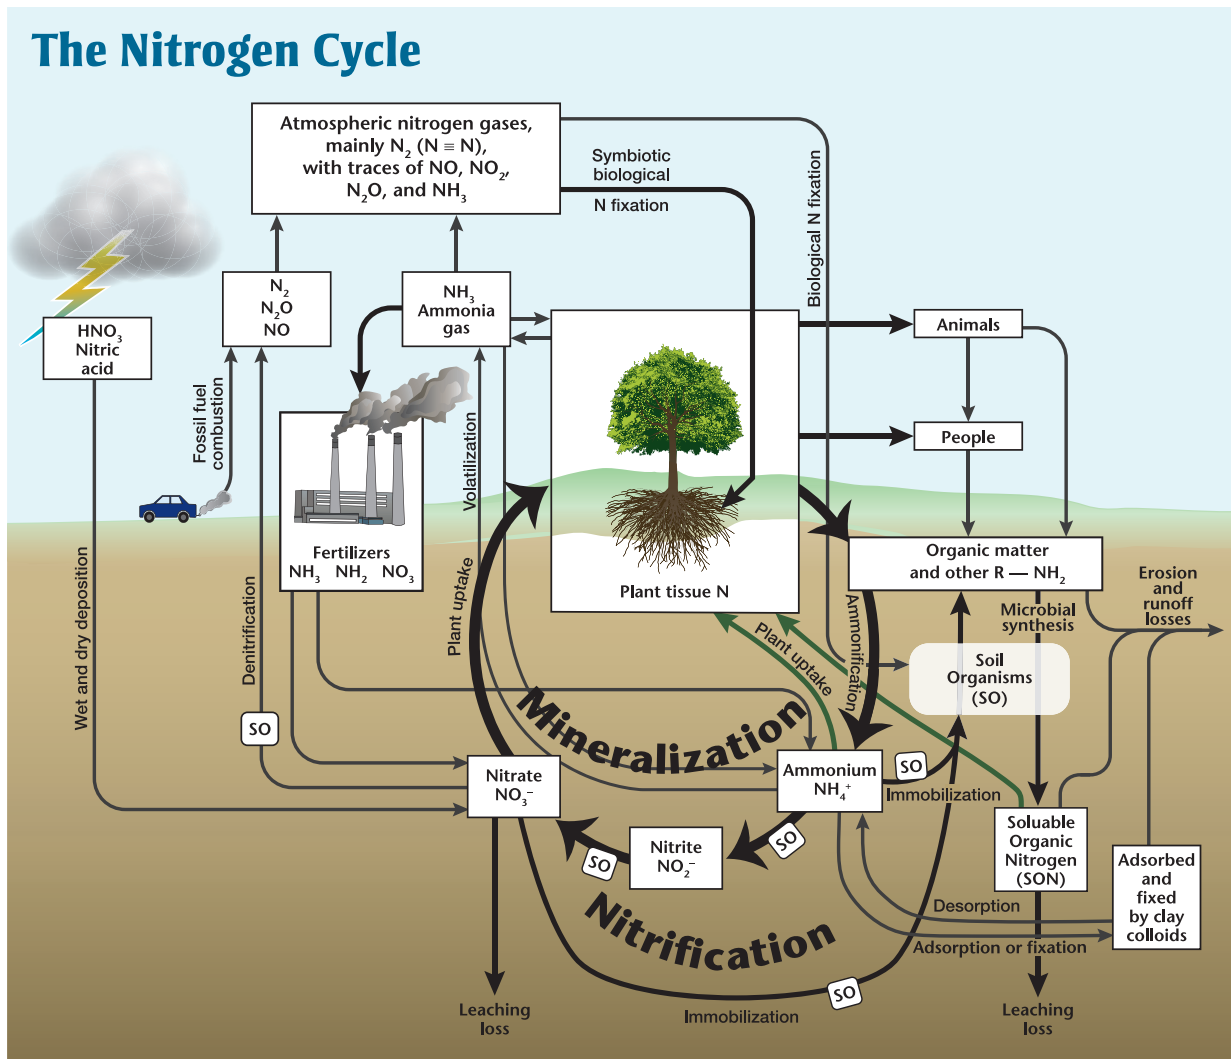 The Nitrogen Cycle
Atmospheric nitrogen gases,
mainly N₂ (N ≡ N),
with traces of NO, NO₂,
N₂O, and NH₃
Symbiotic
biological
N fixation
Biological N fixation
N₂
N₂O
NO
NH₃
Ammonia
gas
HNO₃
Nitric
acid
Animals
People
Fossil fuel
combustion
Volatilization
Fertilizers
NH₃ NH₂ NO₃
Plant tissue N
Organic matter
and other R — NH₂
Erosion
and
runoff
losses
Wet and dry deposition
Denitrification
Plant uptake
Plant uptake
Ammonification
Microbial
synthesis
Soil
Organisms
(SO)
SO
Mineralization
Nitrate
NO₃⁻
Ammonium
NH₄⁺
SO
Immobilization
SO
SO
Nitrite
NO₂⁻
Soluable
Organic
Nitrogen
(SON)
Adsorbed
and
fixed
by clay
colloids
Nitrification
Desorption
Adsorption or fixation
SO
Immobilization
Leaching
loss
Leaching
loss